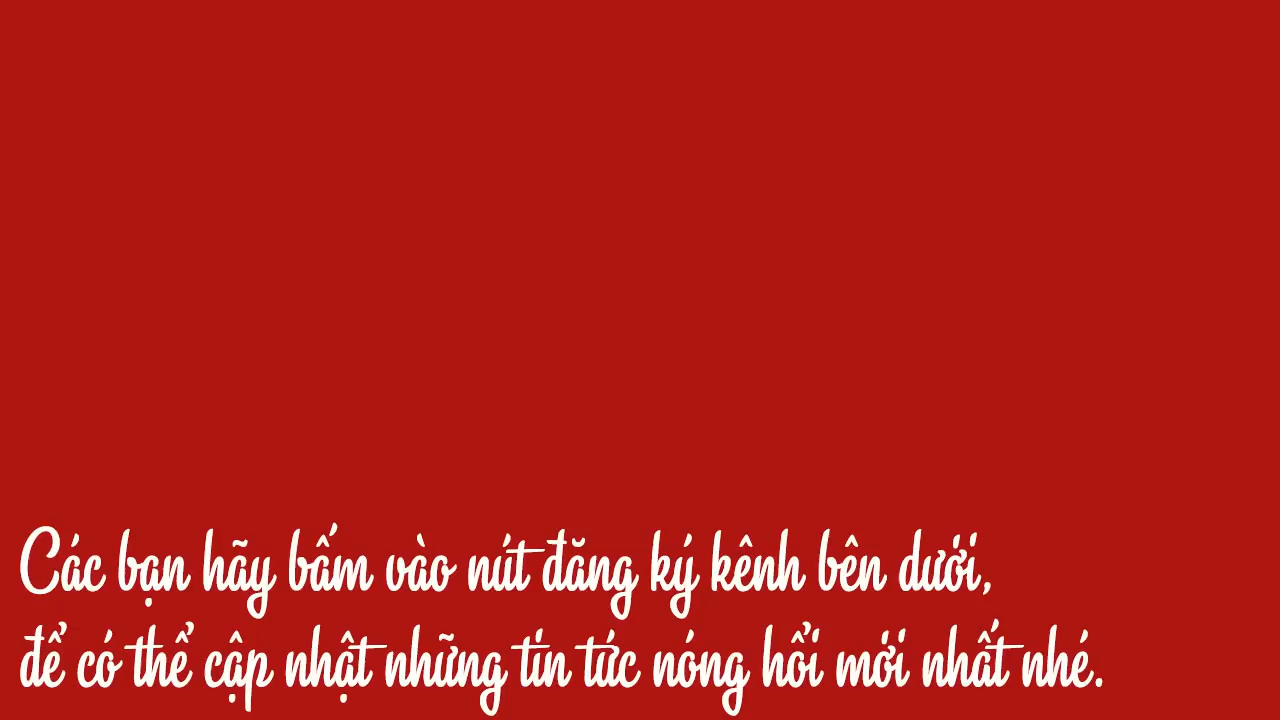 Các bạn hãy bấm vào nút đăng ký kênh bên dưới,
để có thể cập nhật những tin tức nóng hổi mới nhất nhé.